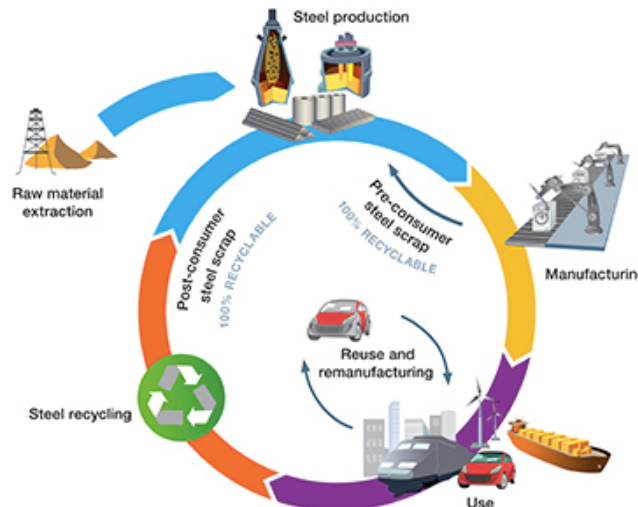 Steel production
Raw material
extraction
Pre-consumer
steel scrap
100% RECYCLABLE
Post-consumer
steel scrap
100% RECYCLABLE
Manufacturin
Reuse and
remanufacturing
Steel recycling
Use